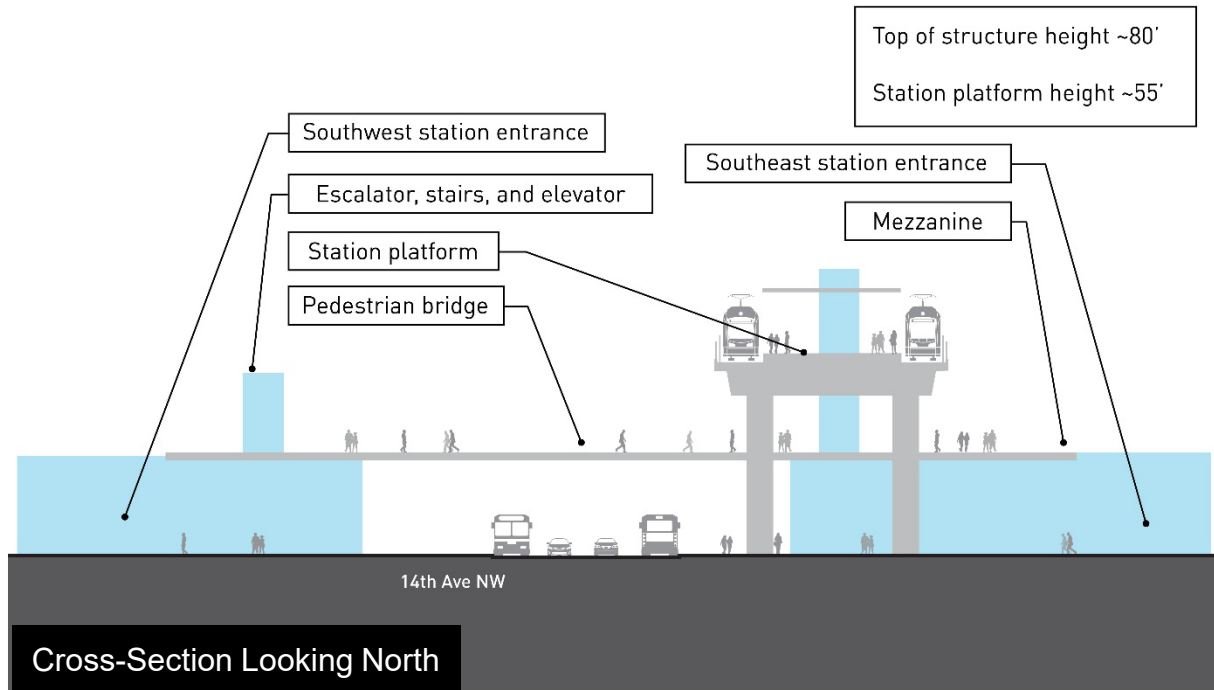 Top of structure height ~80’
Station platform height ~55’
Southwest station entrance
Southeast station entrance
Escalator, stairs, and elevator
Mezzanine
Station platform
Pedestrian bridge
14th Ave NW
Cross-Section Looking North